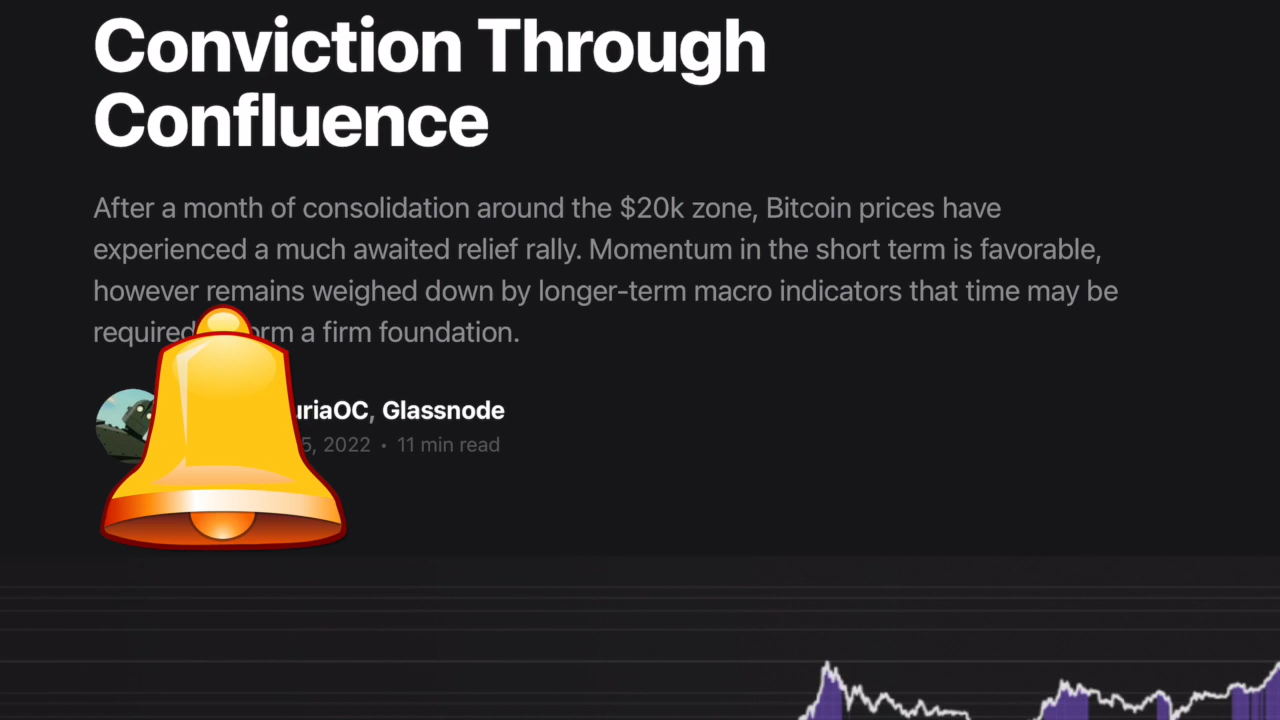 Conviction Through
Confluence
After a month of consolidation around the $20k zone, Bitcoin prices have
experienced a much awaited relief rally. Momentum in the short term is favorable,
however remains weighed down by longer-term macro indicators that time may be
required a firm foundation.
Glassnode
2022 • 11 min read